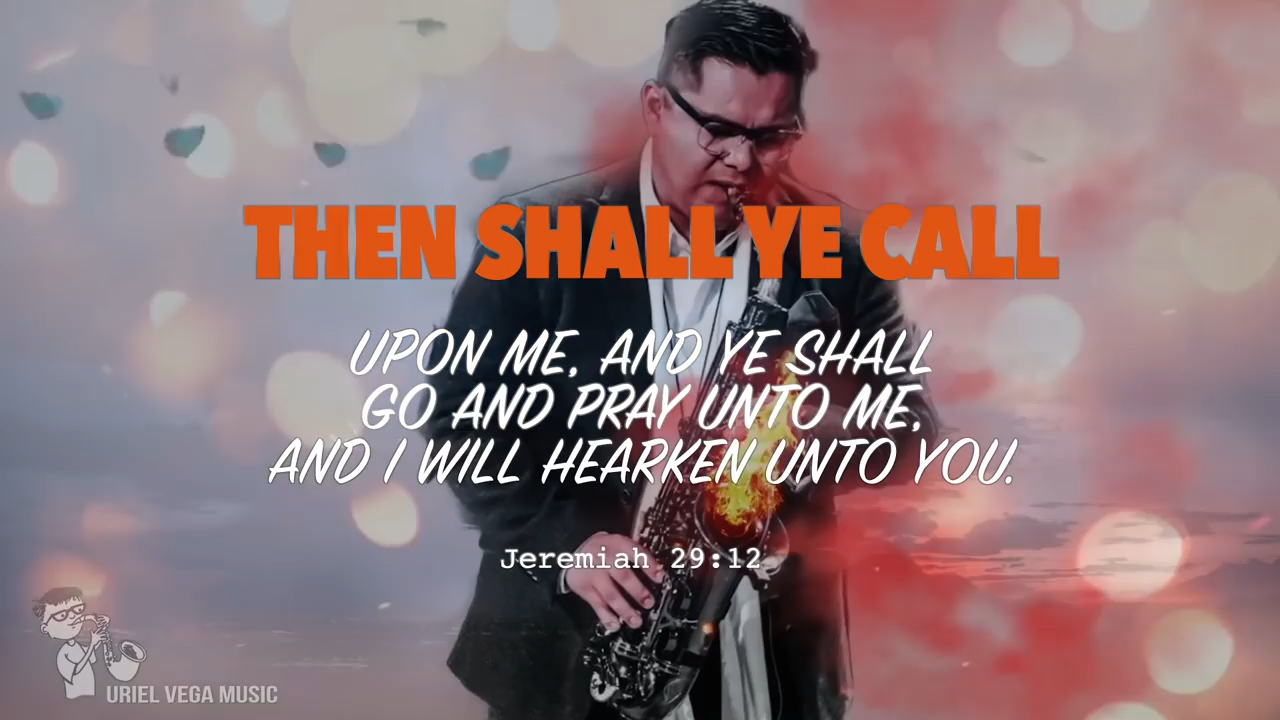 THEN SHALL YE CALL
UPON ME, AND YE SHALL
GO AND PRAY UNTO ME,
AND I WILL HEARKEN UNTO YOU.
Jeremiah 29:12
URIEL VEGA MUSIC